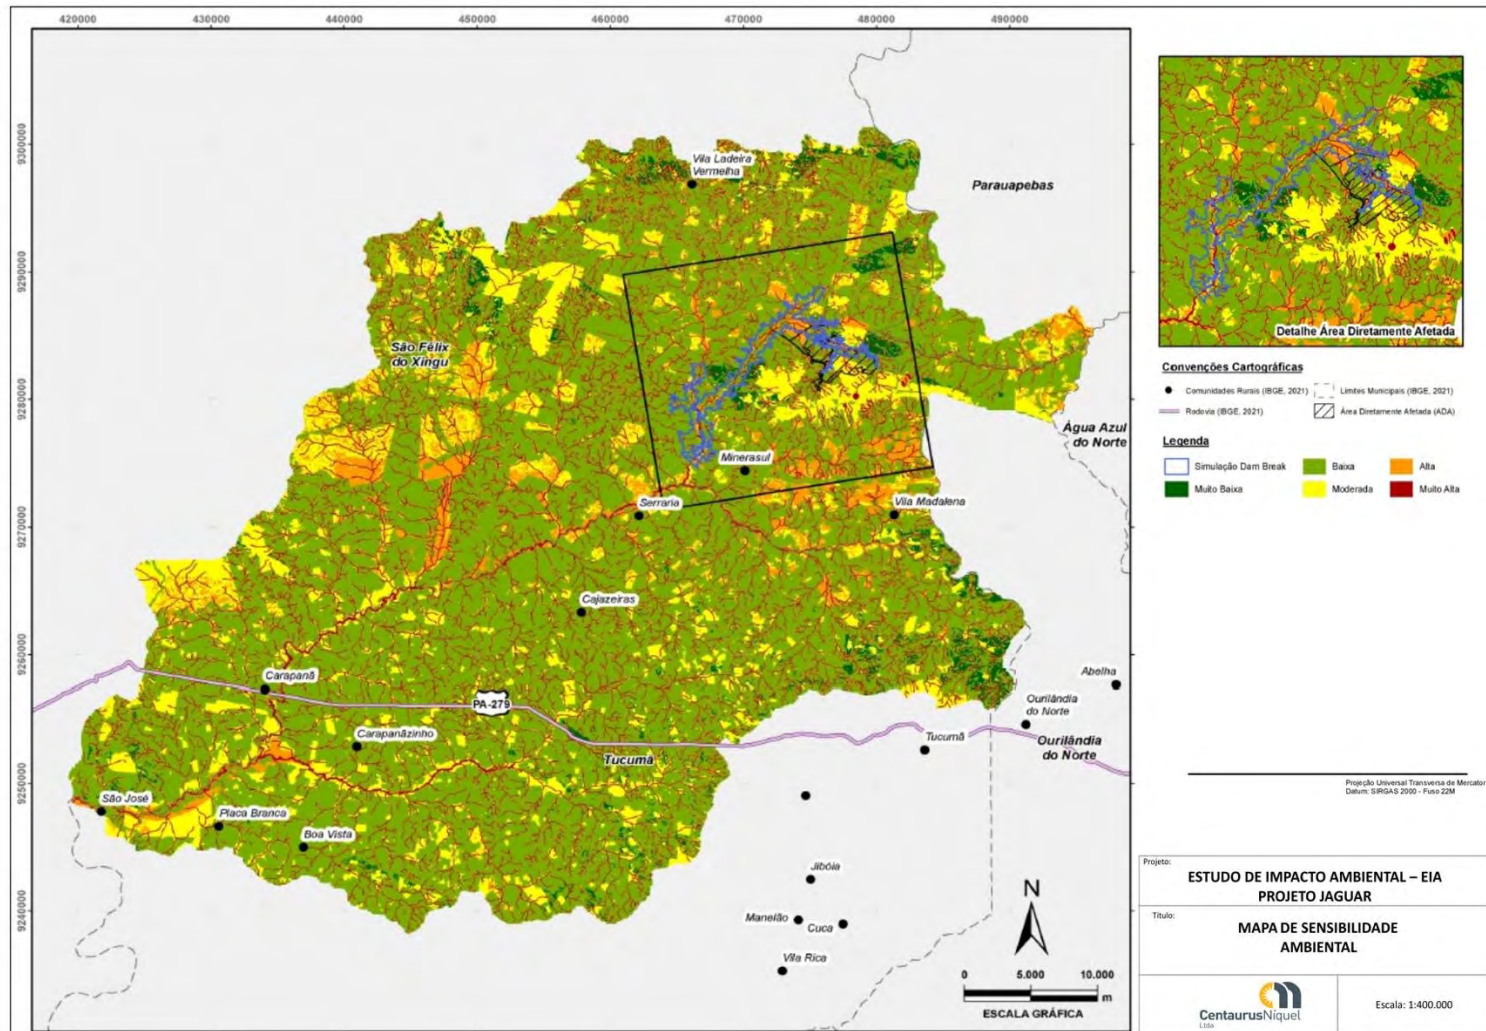 420000 430000 440000 450000 460000 470000 480000 490000
9300000
9290000
9280000
9270000
9260000
9250000
9240000
Vila Ladeira
Vermelha
Parauapebas
São Félix
do Xingu
Água Azul
do Norte
Minerasul
Serraria
Vila Madalena
Cajazeiras
Abelha
Carapanã
Ourilândia
do Norte
PA-279
Carapanãzinho
Tucumã
Ourilândia
do Norte
Tucumã
São José
Placa Branca
Boa Vista
Jibóia
Manelão
Cuca
Vila Rica
N
0 5.000 10.000
m
ESCALA GRÁFICA
Detalhe Área Diretamente Afetada
Convenções Cartográficas
Comunidades Rurais (IBGE, 2021) Limites Municipais (IBGE, 2021)
Rodovia (IBGE, 2021) Área Diretamente Afetada (ADA)
Legenda
Simulação Dam Break Baixa Alta
Muito Baixa Moderada Muito Alta
Projeção Universal Transversa de Mercator
Datum: SIRGAS 2000 - Fuso 22M
Projeto:
ESTUDO DE IMPACTO AMBIENTAL – EIA
PROJETO JAGUAR
Título:
MAPA DE SENSIBILIDADE
AMBIENTAL
CentaurusNíquel
Ltda
Escala: 1:400.000